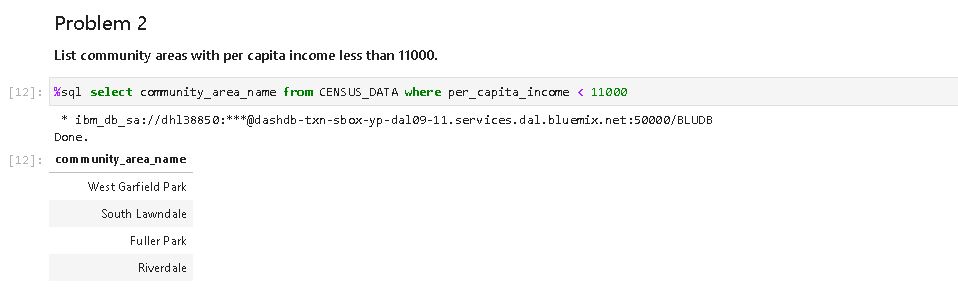 Problem 2
List community areas with per capita income less than 11000.
[12]: %sql select community_area_name from CENSUS_DATA where per_capita_income < 11000
* ibm_db_sa://dhl38850:***@dashdb-txn-sbox-yp-dal09-11.services.dal.bluemix.net:50000/BLUDB
Done.
[12]: community_area_name
West Garfield Park
South Lawndale
Fuller Park
Riverdale